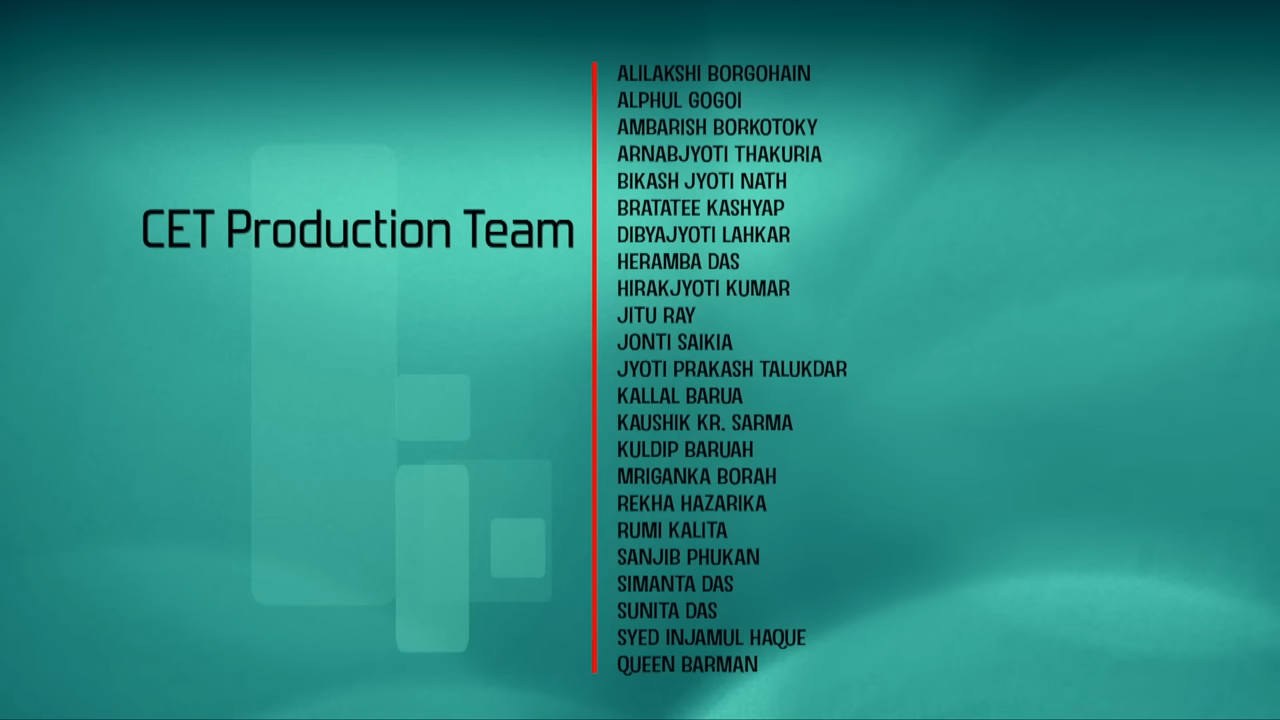 CET Production Team
ALILAKSHI BORGOHAIN
ALPHUL GOGOI
AMBARISH BORKOTOKY
ARNABJYOTI THAKURIA
BIKASH JYOTI NATH
BRATATEE KASHYAP
DIBYAJYOTI LAHKAR
HERAMBA DAS
HIRAKJYOTI KUMAR
JITU RAY
JONTI SAIKIA
JYOTI PRAKASH TALUKDAR
KALLAL BARUA
KAUSHIK KR. SARMA
KULDIP BARUAH
MRIGANKA BORAH
REKHA HAZARIKA
RUMI KALITA
SANJIB PHUKAN
SIMANTA DAS
SUNITA DAS
SYED INJAMUL HAQUE
QUEEN BARMAN